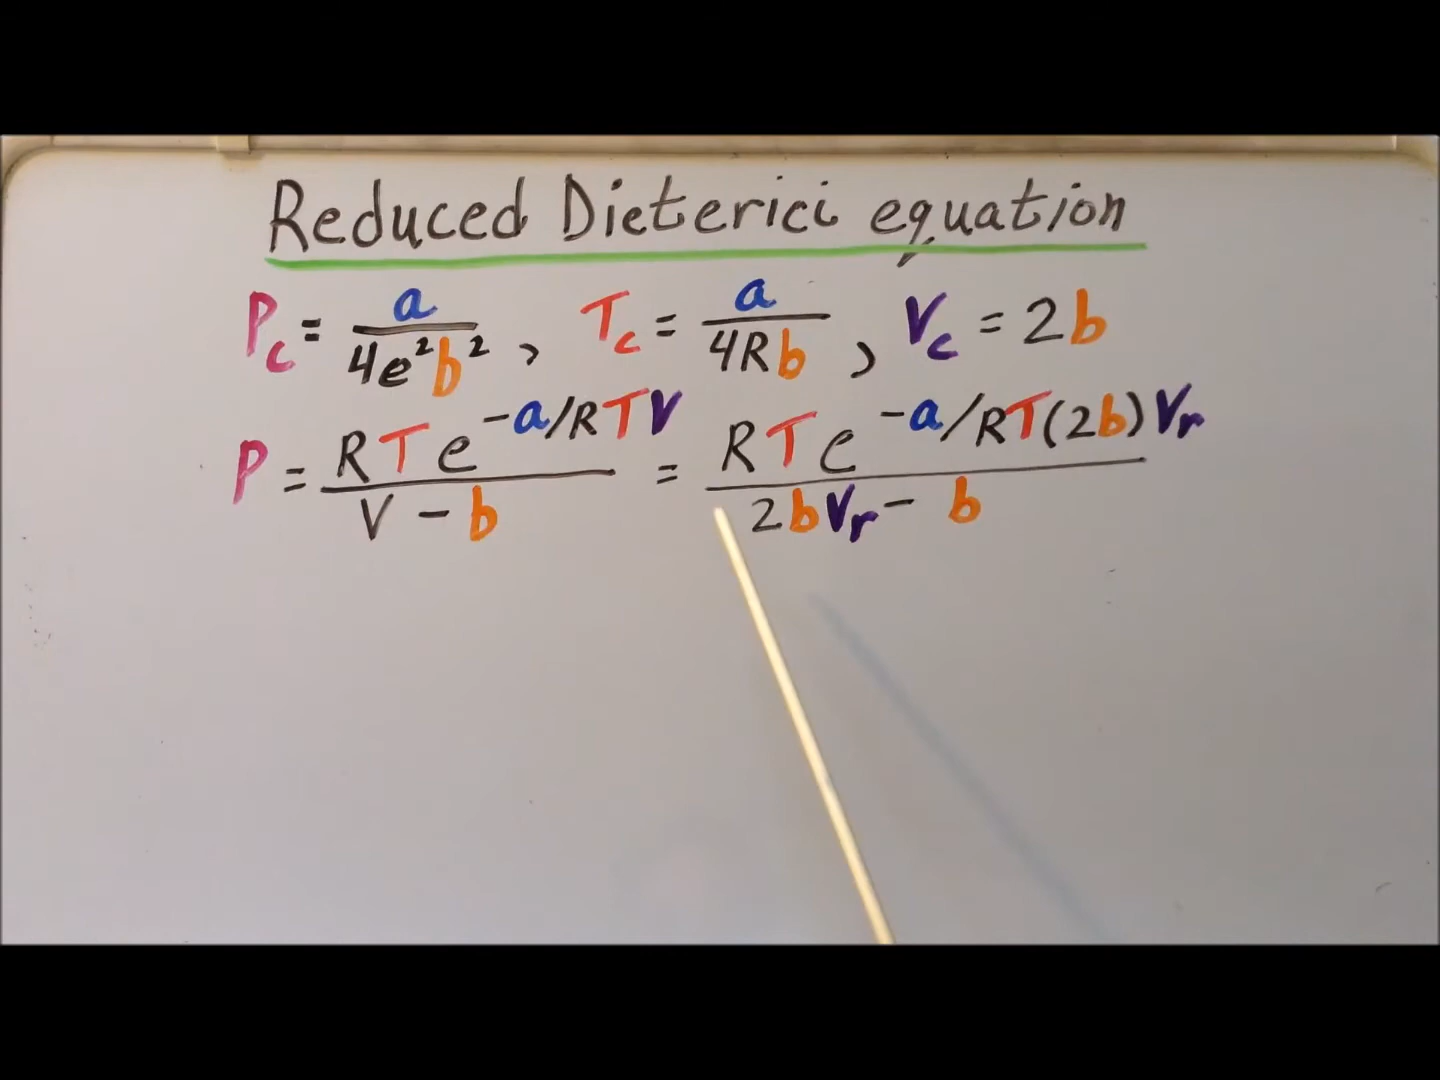 Reduced Dieterici equation
Pc = a/4e²b², Tc = a/4Rb, Vc = 2b
P = RTe^(-a/RTV)/(V - b) = RTe^(-a/RT(2b)Vr)/(2bVr - b)